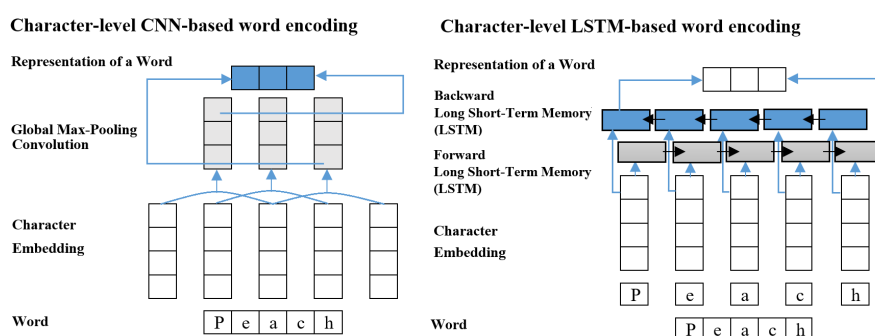 Character-level CNN-based word encoding
Representation of a Word
Global Max-Pooling
Convolution
Character
Embedding
Word
P e a c h
Character-level LSTM-based word encoding
Representation of a Word
Backward
Long Short-Term Memory
(LSTM)
Forward
Long Short-Term Memory
(LSTM)
Character
Embedding
P e a c h
Word
P e a c h